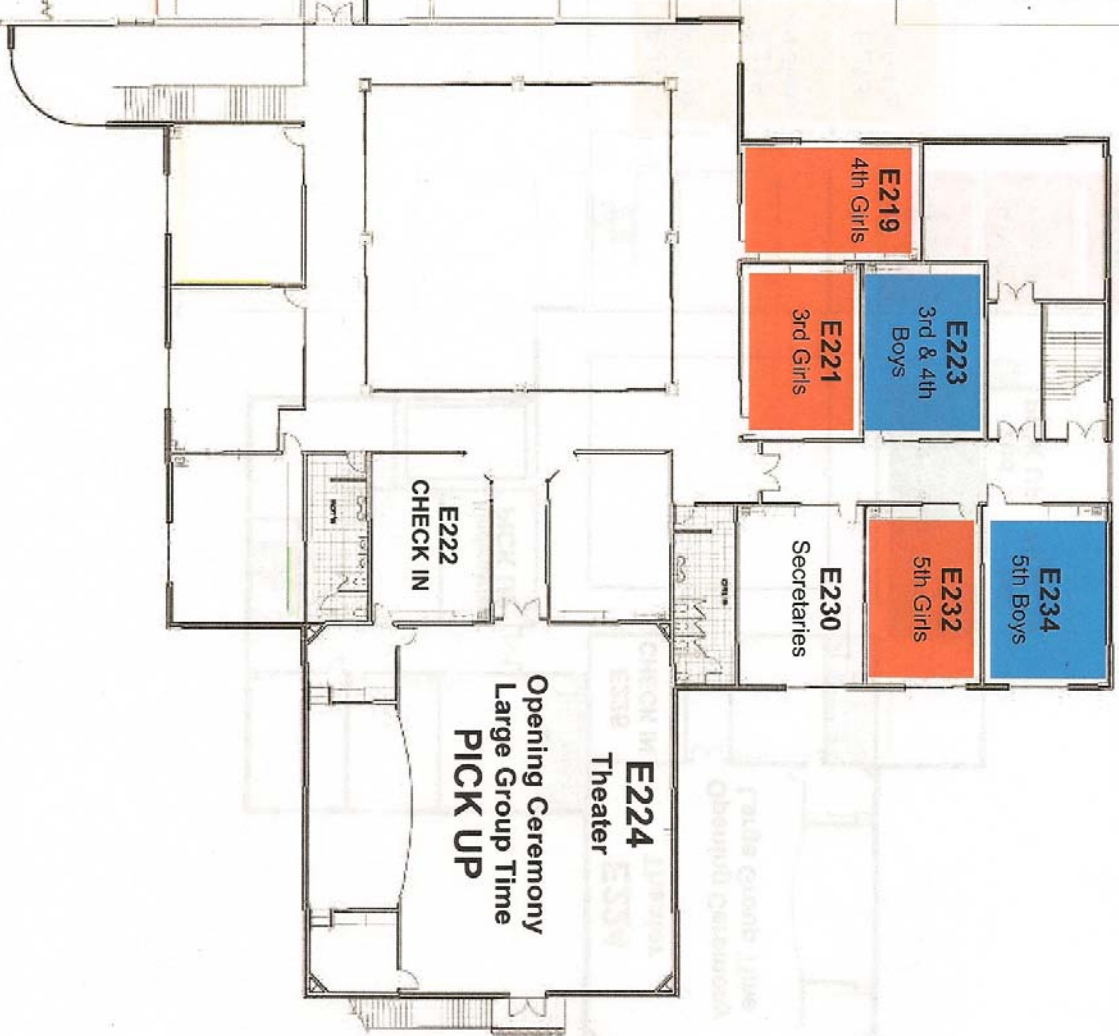 E219
4th Girls
E221
3rd Girls
E223
3rd & 4th
Boys
E222
CHECK IN
E230
Secretaries
E232
5th Girls
E234
5th Boys
E224
Theater
Opening Ceremony
Large Group Time
PICK UP